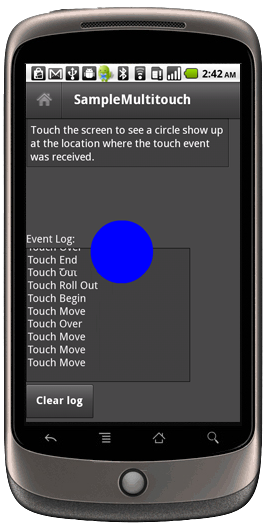 2:42 AM
SampleMultitouch
Touch the screen to see a circle show up
at the location where the touch event
was received.
Event Log:
Touch Over
Touch End
Touch Out
Touch Roll Out
Touch Begin
Touch Move
Touch Over
Touch Move
Touch Move
Touch Move
Clear log